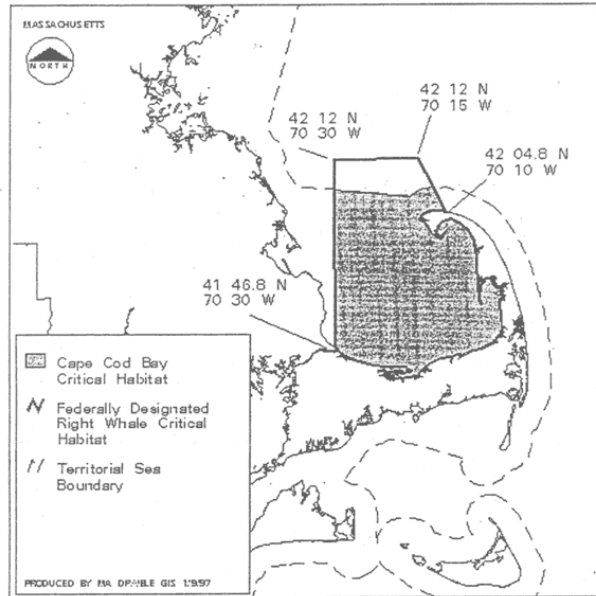 MASSACHUSETTS
NORTH
42 12 N
70 15 W
42 12 N
70 30 W
42 04.8 N
70 10 W
41 46.8 N
70 30 W
Cape Cod Bay
Critical Habitat
Federally Designated
Right Whale Critical
Habitat
Territorial Sea
Boundary
PRODUCED BY MA GIS